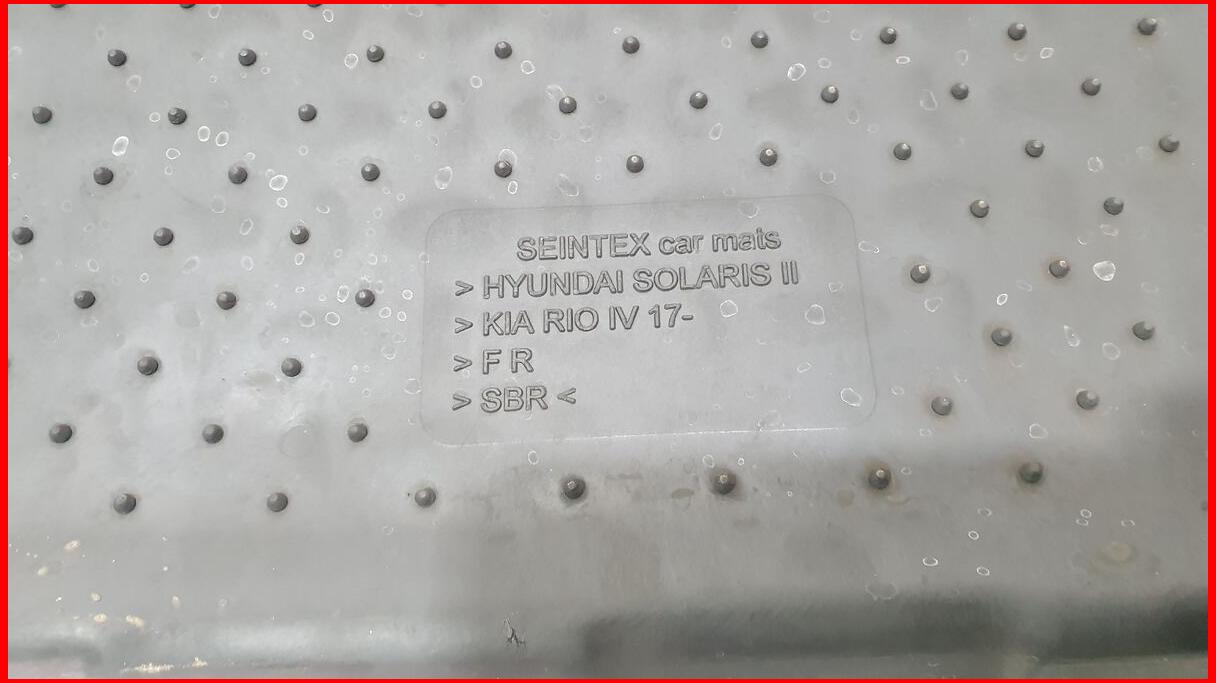 SEINTEX car mats
> HYUNDAI SOLARIS II
> KIA RIO IV 17-
> F R
> SBR <